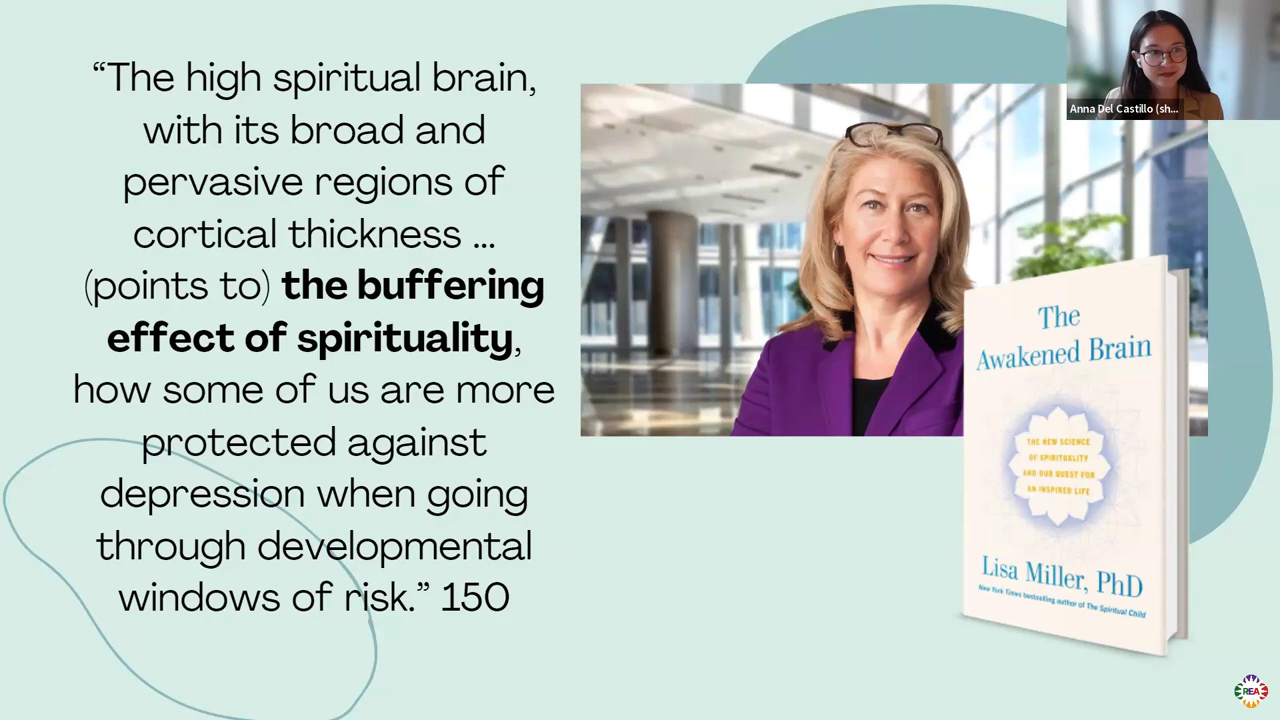 “The high spiritual brain,
with its broad and
pervasive regions of
cortical thickness ...
(points to) the buffering
effect of spirituality,
how some of us are more
protected against
depression when going
through developmental
windows of risk.” 150
Anna Del Castillo (sh...
The
Awakened Brain
THE NEW SCIENCE
OF SPIRITUALITY
AND OUR QUEST FOR
AN INSPIRED LIFE
Lisa Miller, PhD
New York Times bestselling author of The Spiritual Child
REA